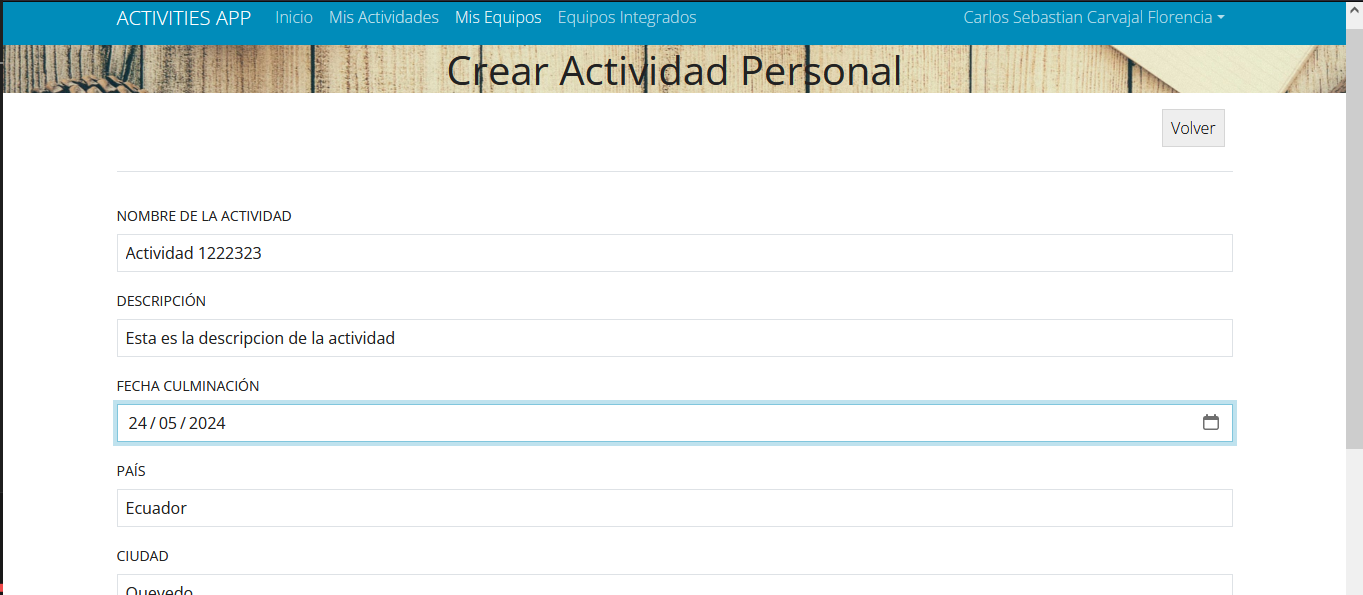 ACTIVITIES APP Inicio Mis Actividades Mis Equipos Equipos Integrados Carlos Sebastian Carvajal Florencia
Crear Actividad Personal
Volver
NOMBRE DE LA ACTIVIDAD
Actividad 1222323
DESCRIPCIÓN
Esta es la descripcion de la actividad
FECHA CULMINACIÓN
24/05/2024
PAÍS
Ecuador
CIUDAD
Quevedo